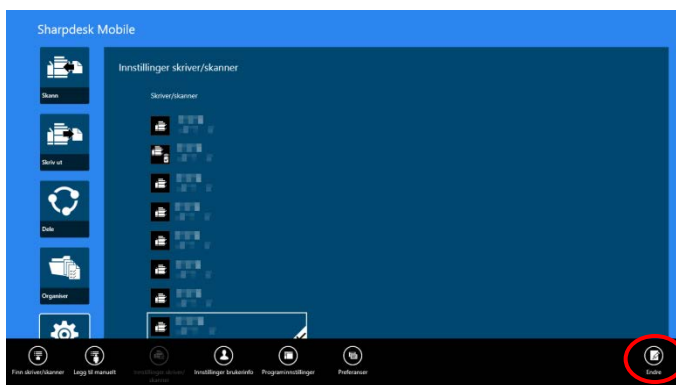 Sharpdesk Mobile
Innstillinger skriver/skanner
Skriver/skanner
Skann
Skriv ut
Dele
Organiser
Finn skriver/skanner
Legg til manuelt
Innstillinger skriver/
skanner
Innstillinger brukerinfo
Programinnstillinger
Preferanser
Endre